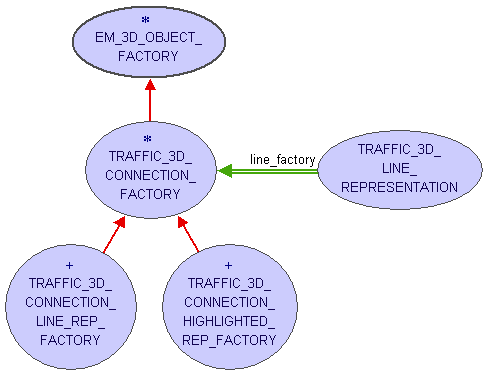 *
EM_3D_OBJECT_
FACTORY
*
TRAFFIC_3D_
CONNECTION_
FACTORY
line_factory
TRAFFIC_3D_
LINE_
REPRESENTATION
+
TRAFFIC_3D_
CONNECTION_
LINE_REP_
FACTORY
+
TRAFFIC_3D_
CONNECTION_
HIGHLIGHTED_
REP_FACTORY